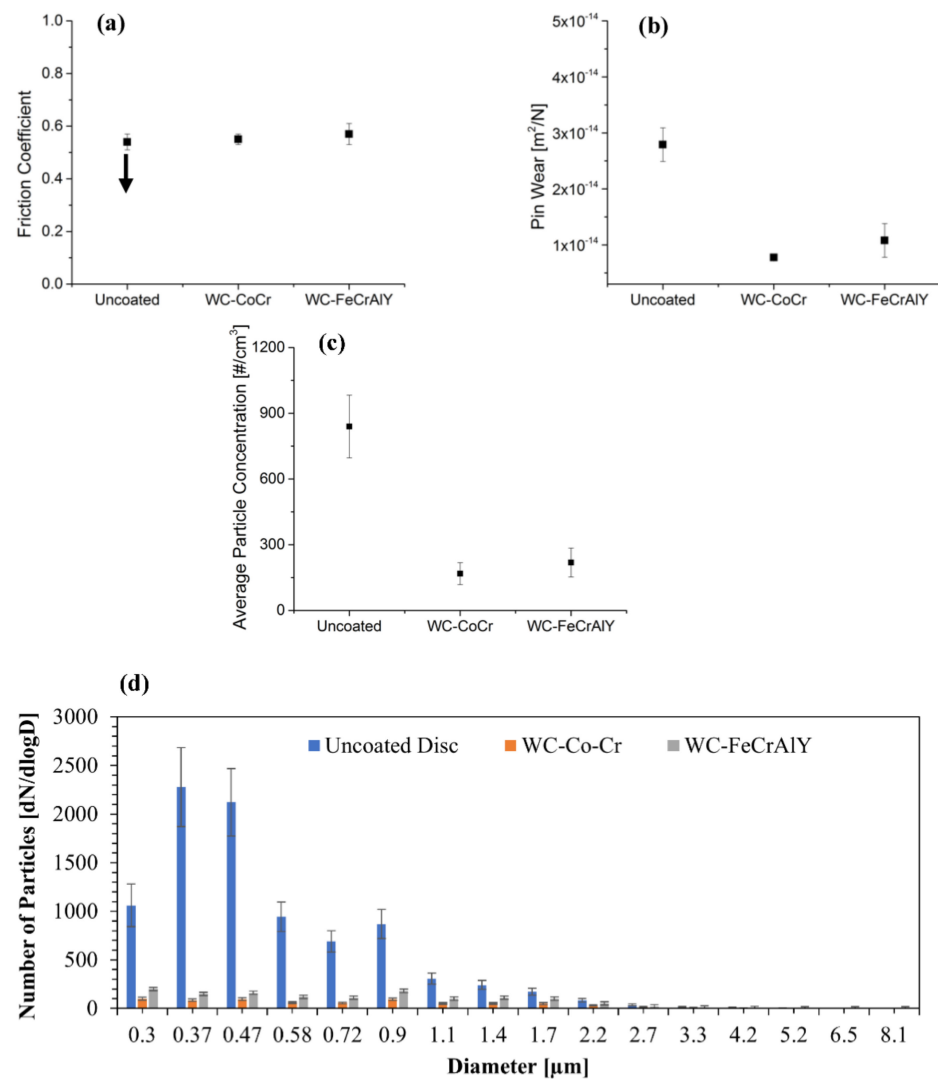 (a)
Friction Coefficient
1.0
0.8
0.6
0.4
0.2
0.0
Uncoated WC-CoCr WC-FeCrAlY
(b)
Pin Wear [m²/N]
5x10⁻¹⁴
4x10⁻¹⁴
3x10⁻¹⁴
2x10⁻¹⁴
1x10⁻¹⁴
Uncoated WC-CoCr WC-FeCrAlY
(c)
Average Particle Concentration [#/cm³]
1200
900
600
300
0
Uncoated WC-CoCr WC-FeCrAlY
(d)
Number of Particles [dN/dlogD]
3000
2500
2000
1500
1000
500
0
Uncoated Disc WC-Co-Cr WC-FeCrAlY
0.3 0.37 0.47 0.58 0.72 0.9 1.1 1.4 1.7 2.2 2.7 3.3 4.2 5.2 6.5 8.1
Diameter [µm]